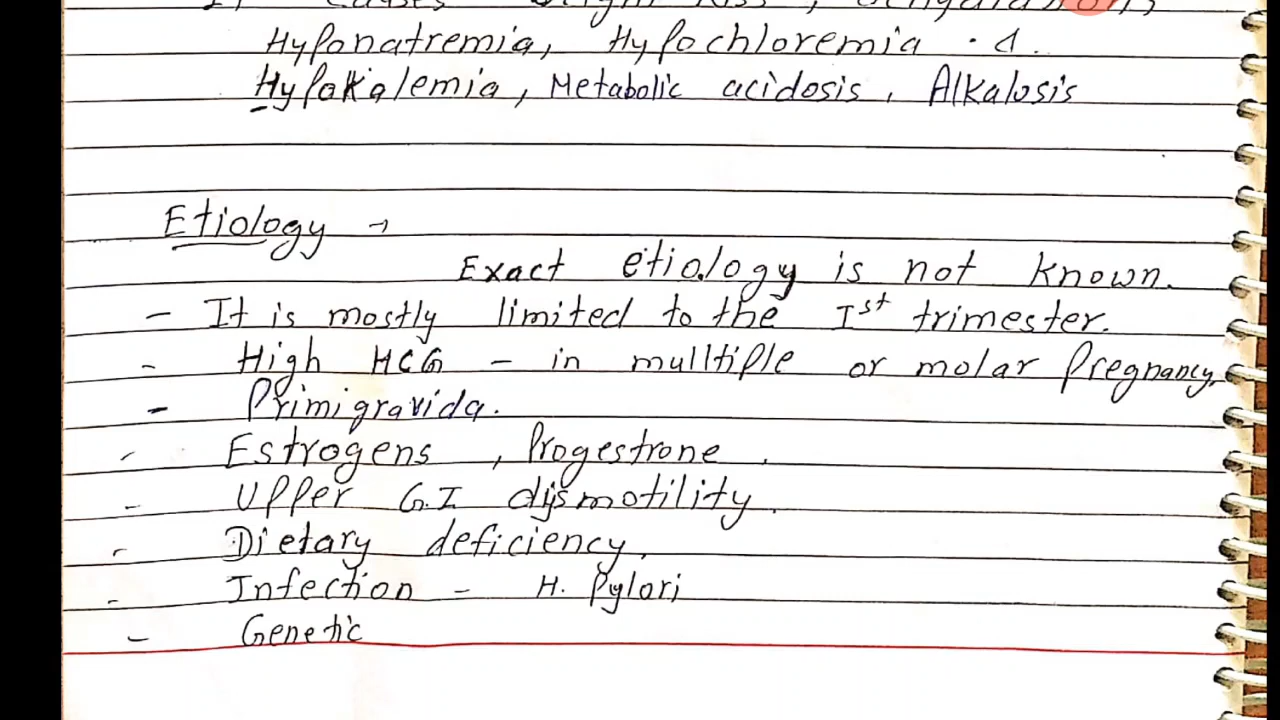 Hyponatremia, Hypochloremia . d.
Hypokalemia, Metabolic acidosis, Alkalosis
Etiology →
Exact etiology is not known.
- It is mostly limited to the Ist trimester.
- High HCG - in mulltiple or molar Pregnancy,
- Primigravida.
- Estrogens , Progestrone .
- Upper G.I dysmotility.
- Dietary deficiency.
- Infection - H. Pylori
- Genetic